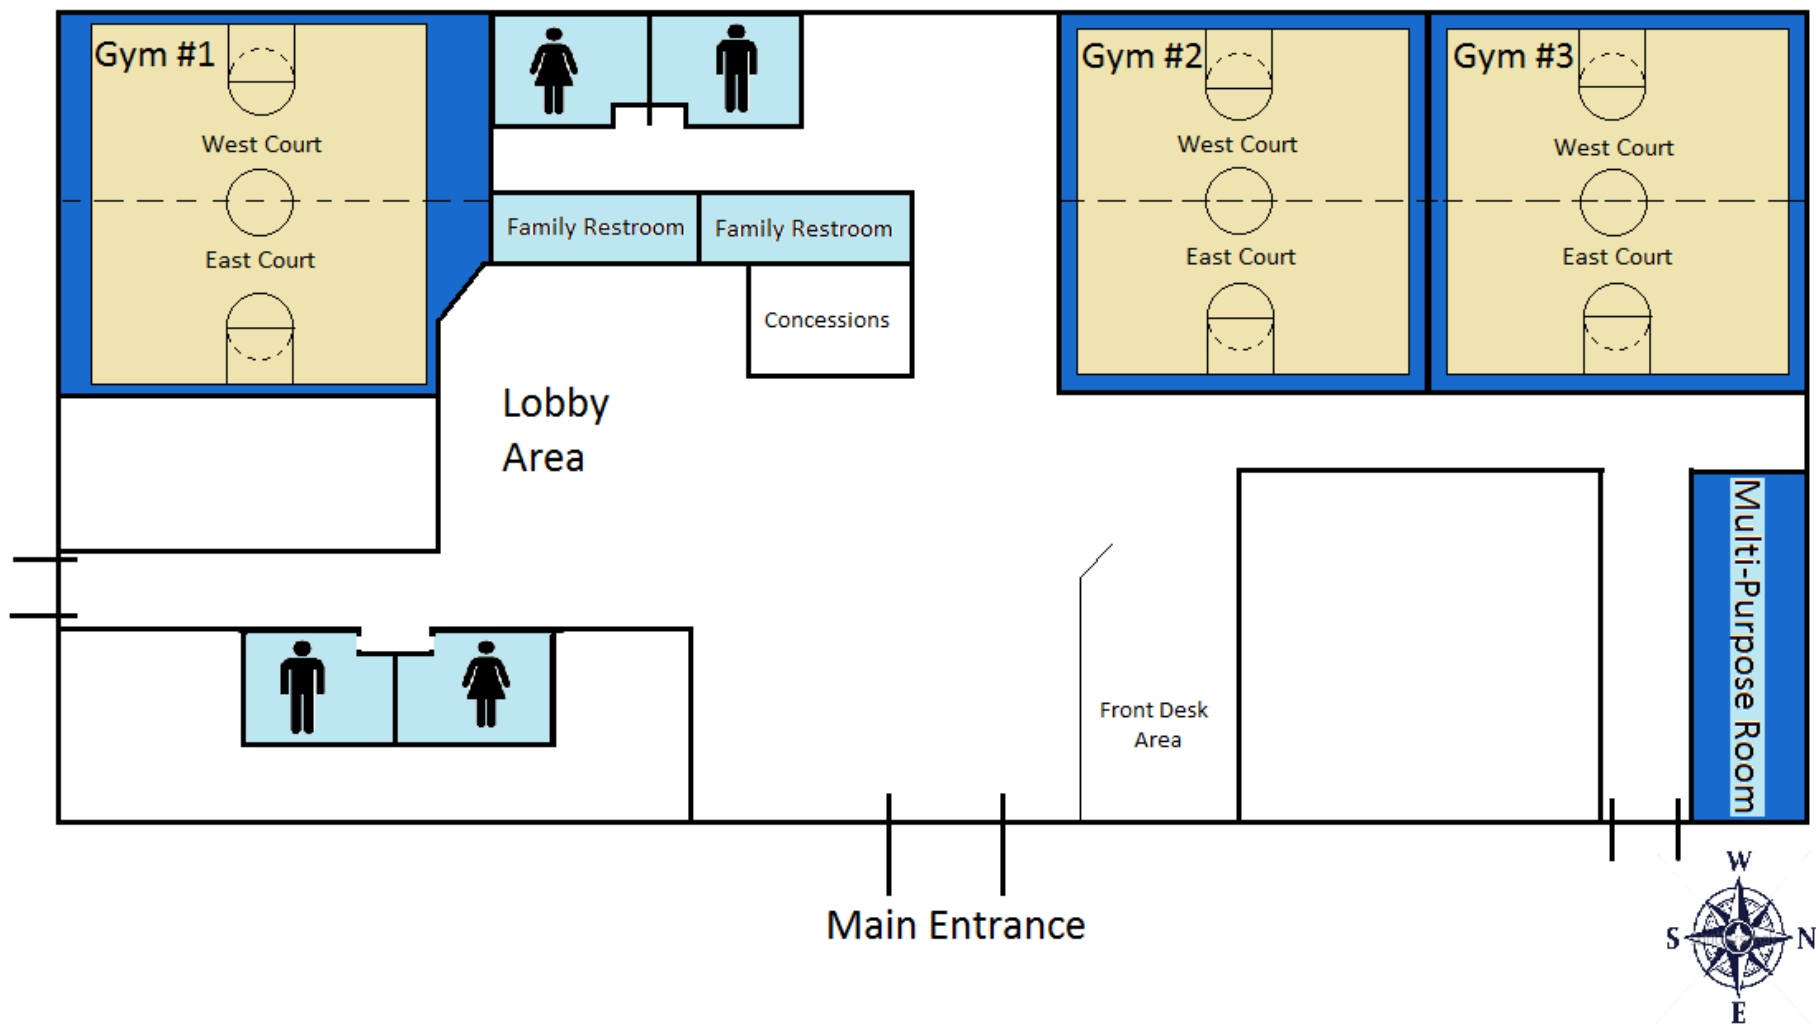 Gym #1
Gym #2
Gym #3
West Court
West Court
West Court
Family Restroom
Family Restroom
East Court
East Court
East Court
Concessions
Lobby
Area
Multi-Purpose Room
Front Desk
Area
Main Entrance
W
S
N
E